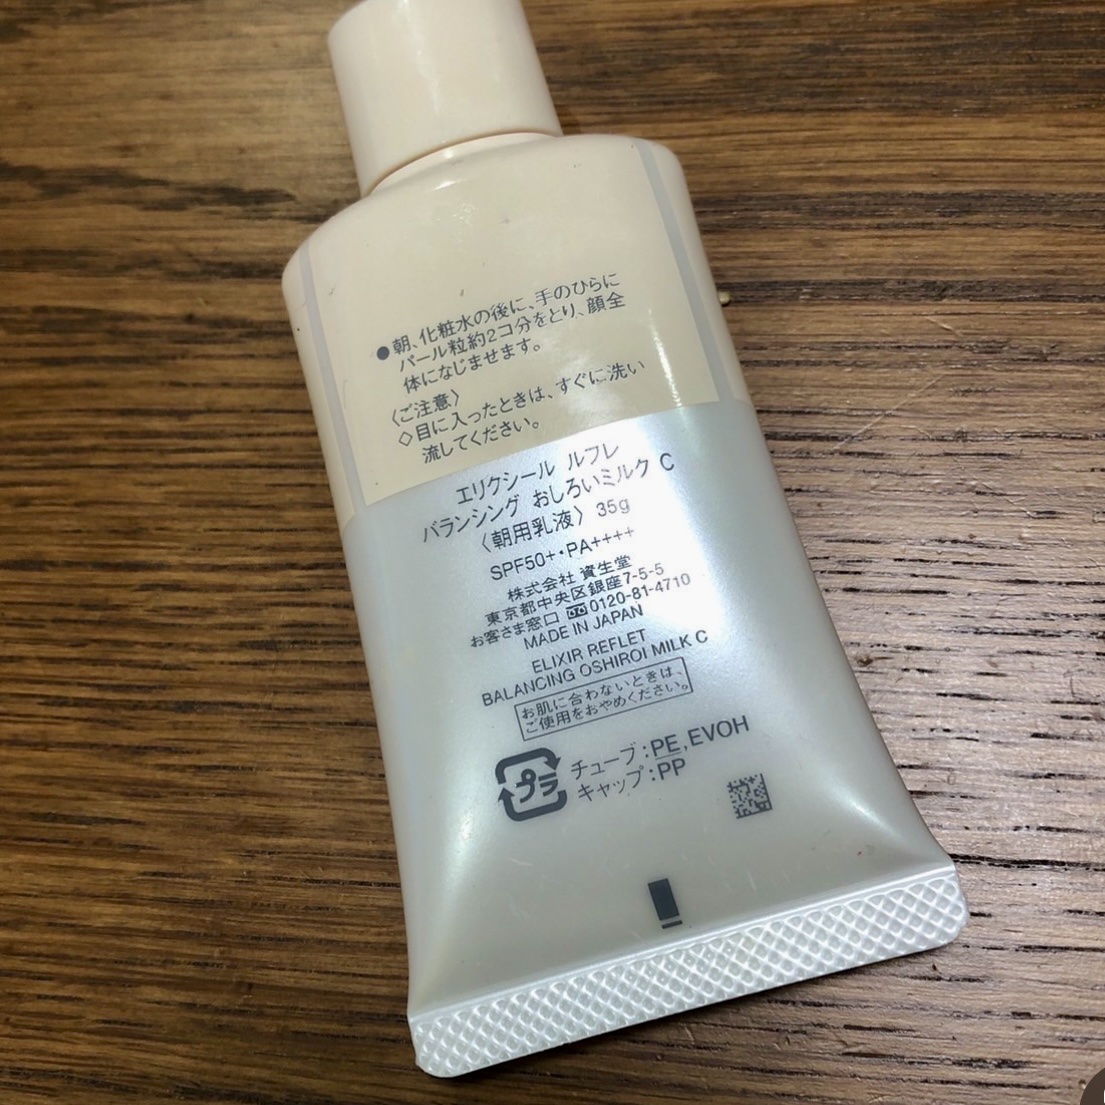 ●朝、化粧水の後に、手のひらに
パール粒約2コ分をとり、顔全
体になじませます。
〈ご注意〉
◇目に入ったときは、すぐに洗い
流してください。
エリクシール ルフレ
バランシング おしろいミルク C
〈朝用乳液〉 35g
SPF50+・PA++++
株式会社 資生堂
東京都中央区銀座7-5-5
お客さま窓口 0120-81-4710
MADE IN JAPAN
ELIXIR REFLET
BALANCING OSHIROI MILK C
お肌に合わないときは、
ご使用をおやめください。
プラ
チューブ:PE,EVOH
キャップ:PP